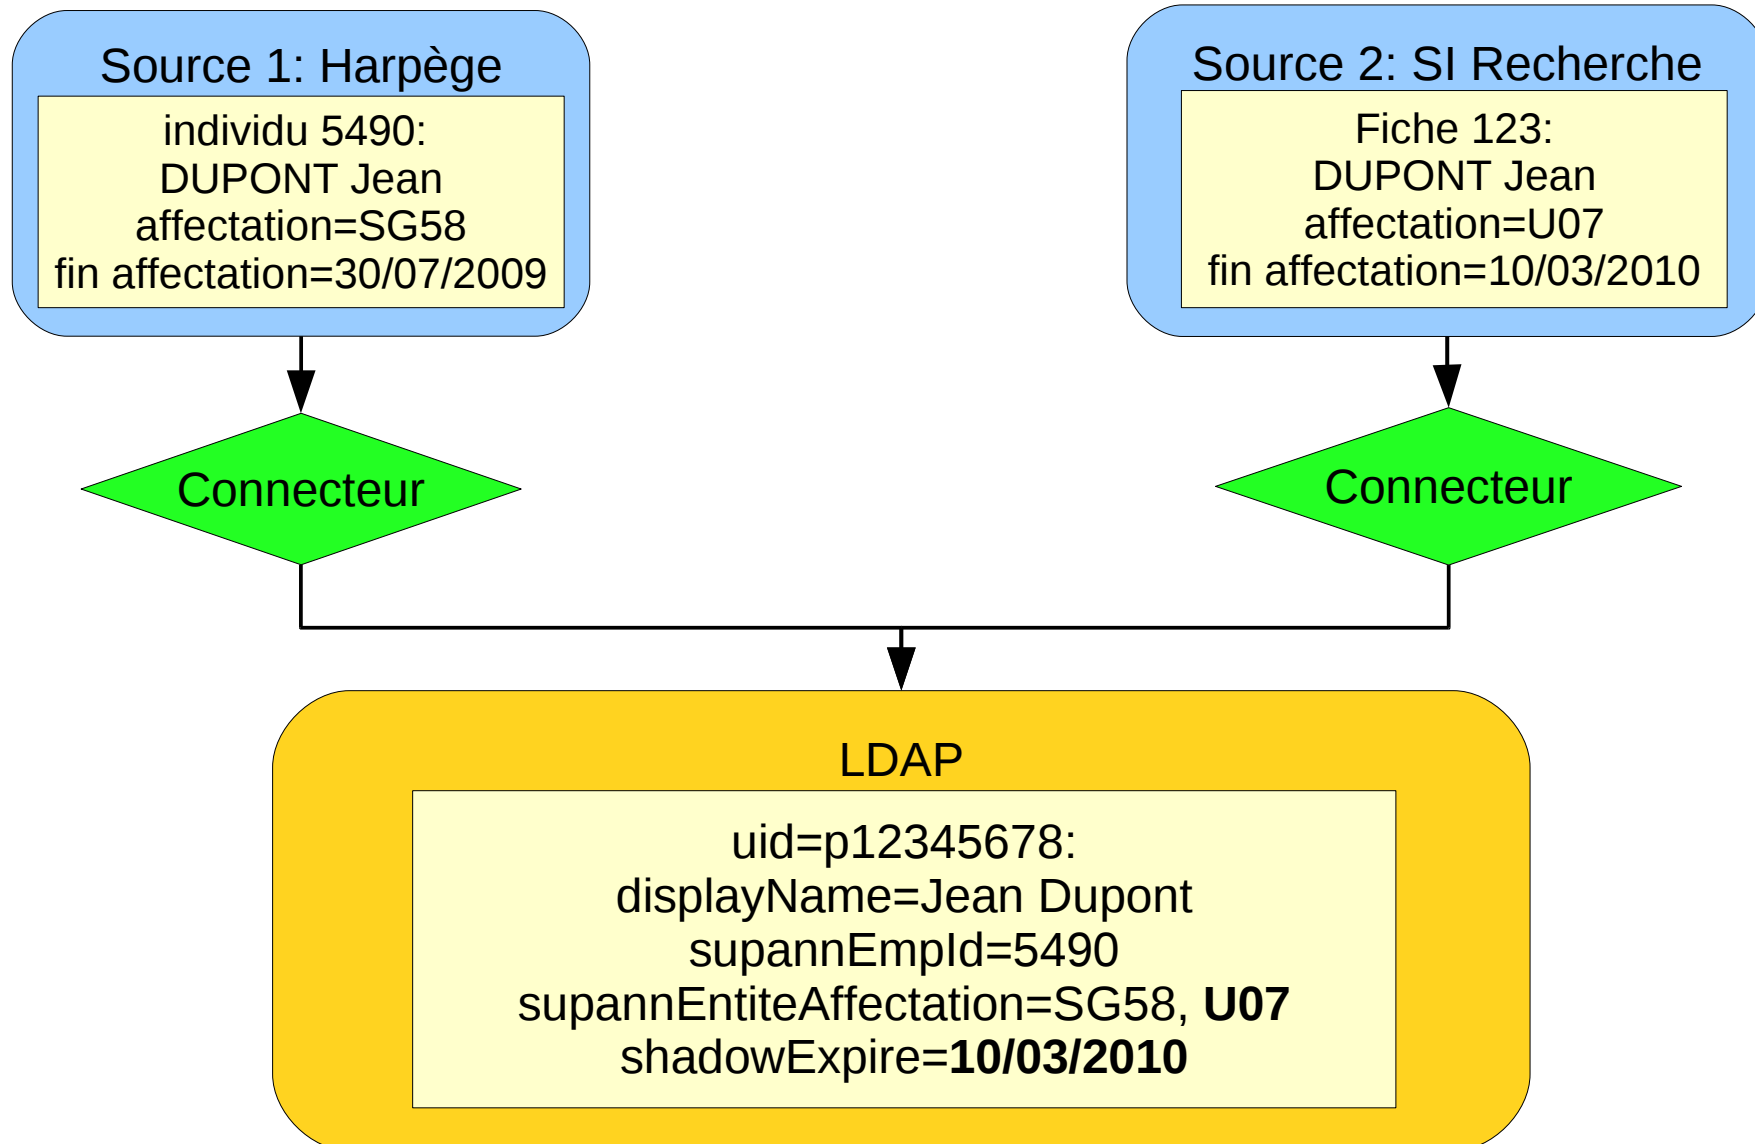 Source 1: Harpège
individu 5490:
DUPONT Jean
affectation=SG58
fin affectation=30/07/2009
Source 2: SI Recherche
Fiche 123:
DUPONT Jean
affectation=U07
fin affectation=10/03/2010
Connecteur
Connecteur
LDAP
uid=p12345678:
displayName=Jean Dupont
supannEmpId=5490
supannEntiteAffectation=SG58, U07
shadowExpire=10/03/2010